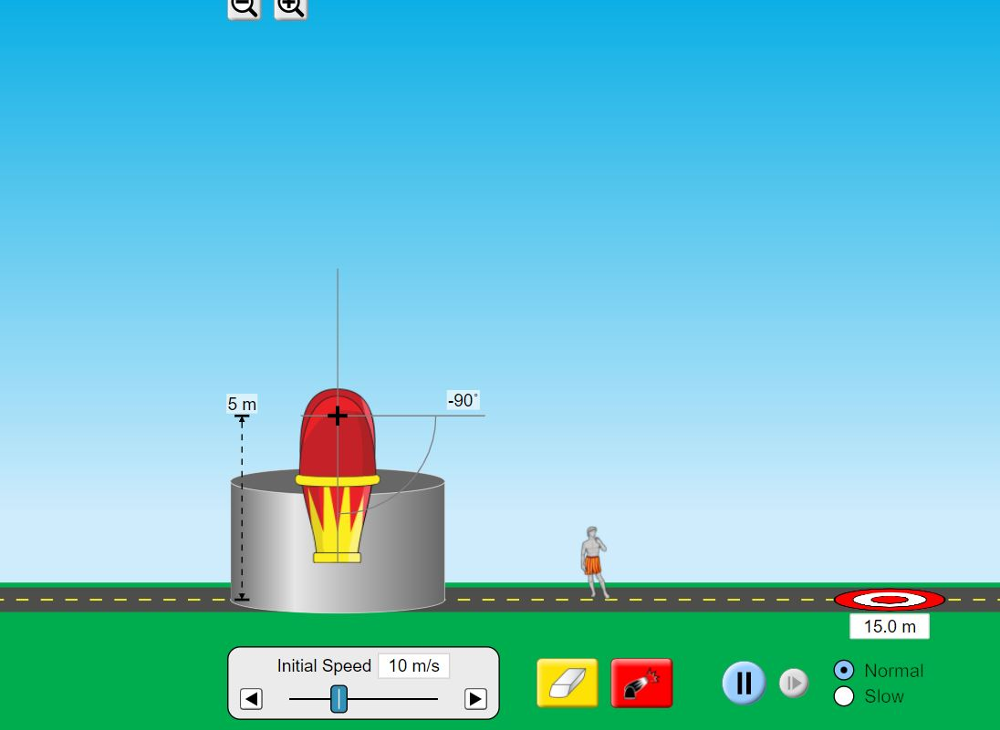 5 m
-90°
15.0 m
Initial Speed 10 m/s
Normal
Slow